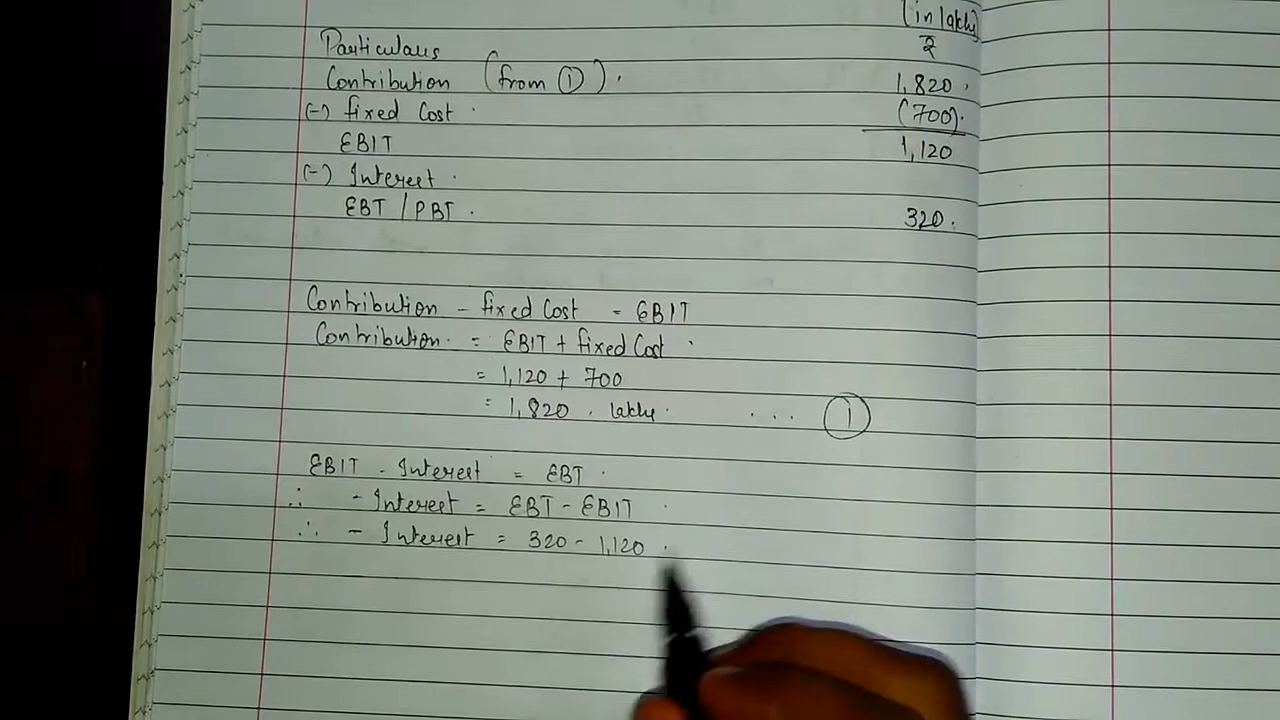 (in lakhs)
Particulars ₹
Contribution (from ①). 1,820.
(-) fixed Cost. (700).
EBIT 1,120
(-) Interest.
EBT / PBT. 320.
Contribution - fixed Cost = EBIT
Contribution. = EBIT + fixed Cost.
= 1,120 + 700
= 1,820. lakhs. ... ①
EBIT - Interest = EBT.
∴ - Interest = EBT - EBIT.
∴ - Interest = 320 - 1,120.